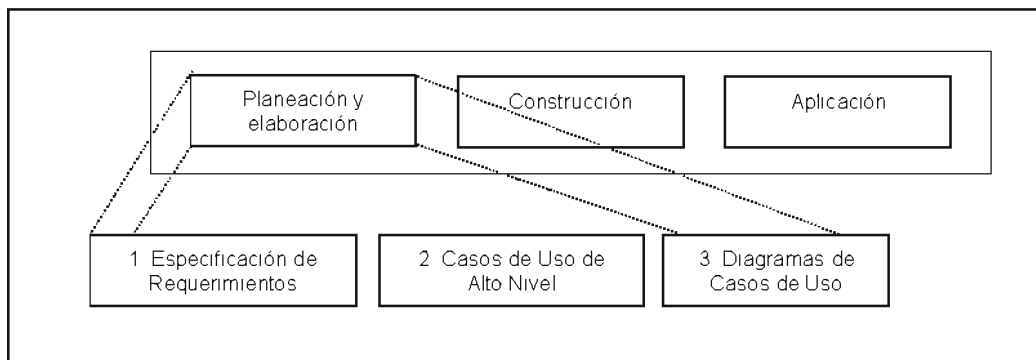 Planeación y
elaboración
Construcción
Aplicación
1 Especificación de
Requerimientos
2 Casos de Uso de
Alto Nivel
3 Diagramas de
Casos de Uso